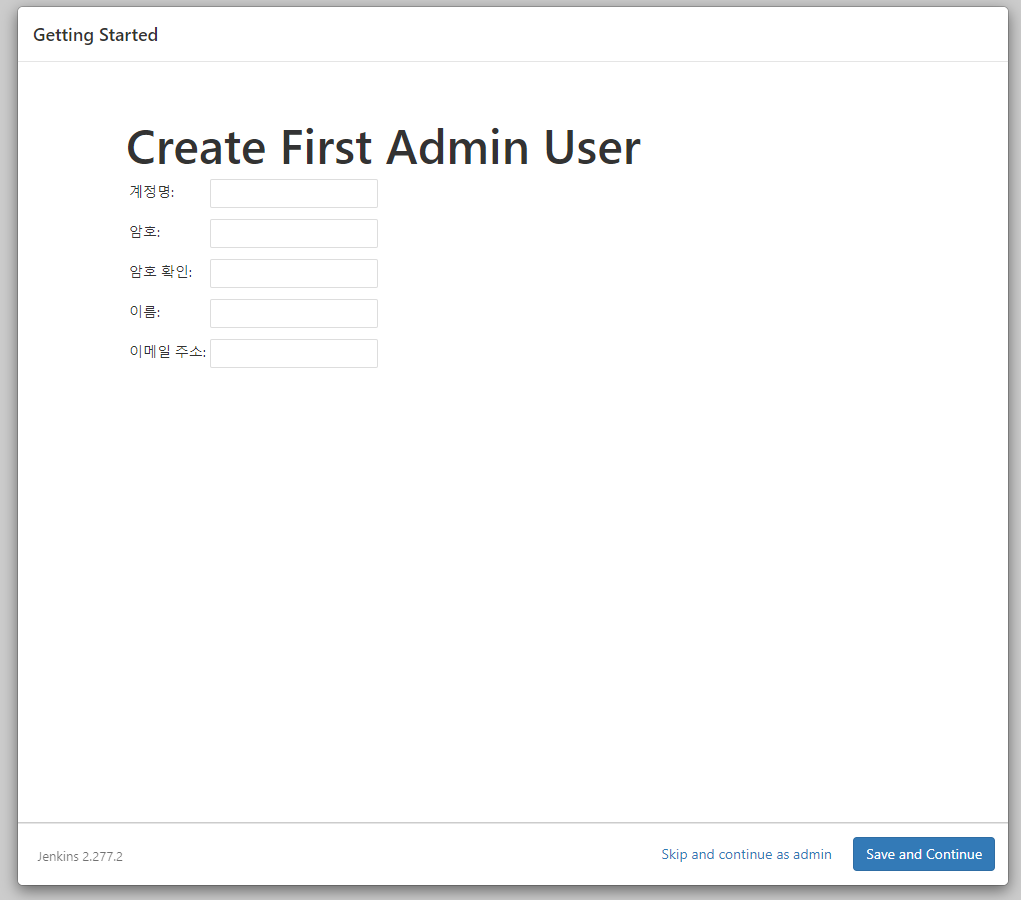 Getting Started
Create First Admin User
계정명:
암호:
암호 확인:
이름:
이메일 주소:
Jenkins 2.277.2
Skip and continue as admin
Save and Continue